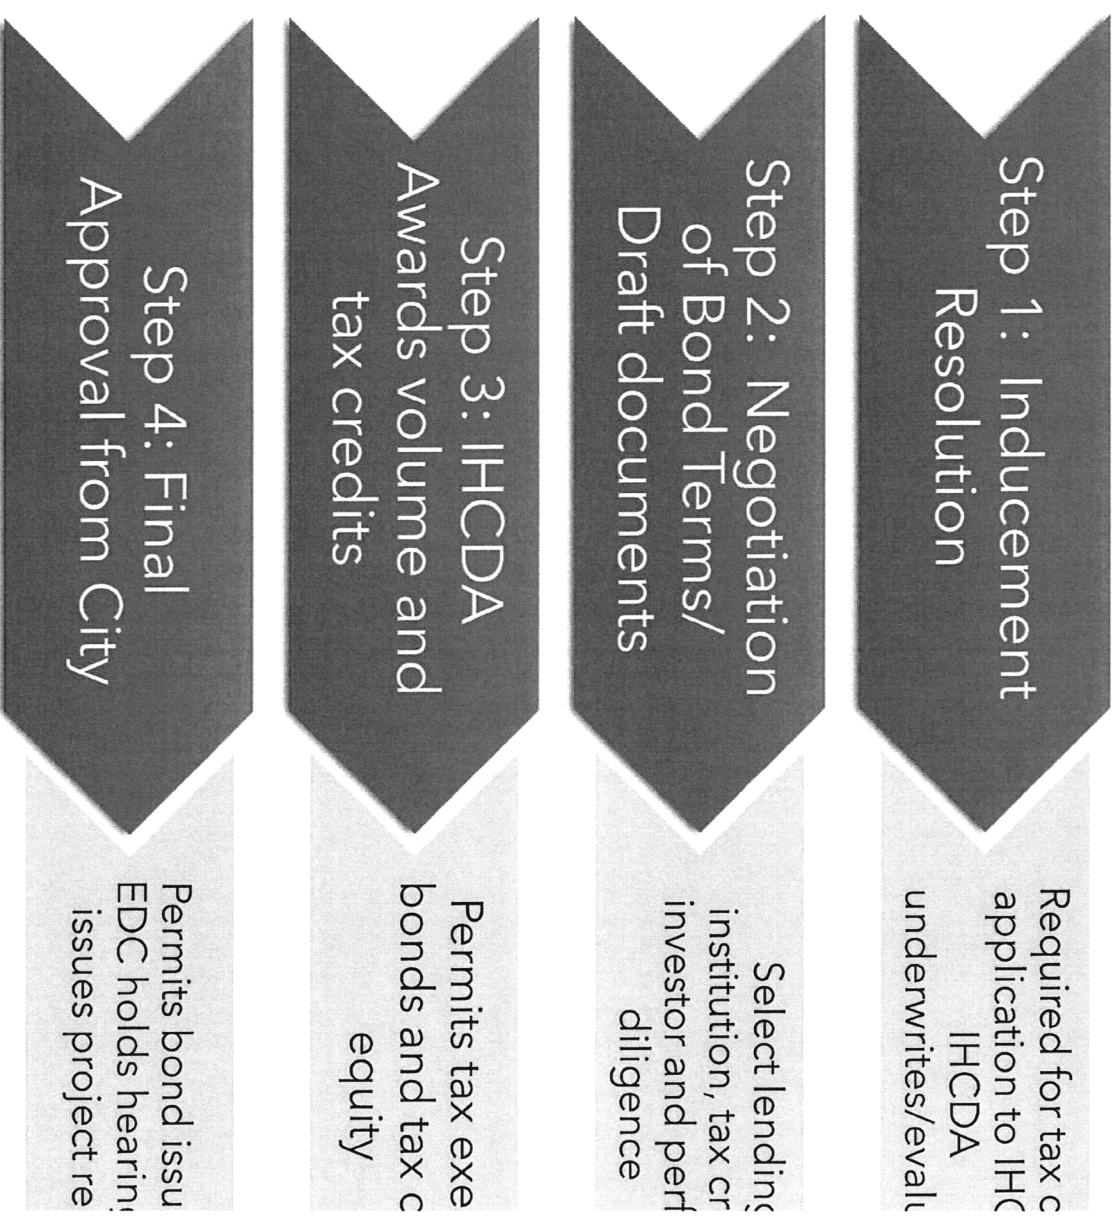 Step 1: Inducement
Resolution
Required for tax c
application to IHC
IHCDA
underwrites/evalu
Step 2: Negotiation
of Bond Terms/
Draft documents
Select lending
institution, tax cr
investor and perf
diligence
Step 3: IHCDA
Awards volume and
tax credits
Permits tax exe
bonds and tax c
equity
Step 4: Final
Approval from City
Permits bond issu
EDC holds hearing
issues project re